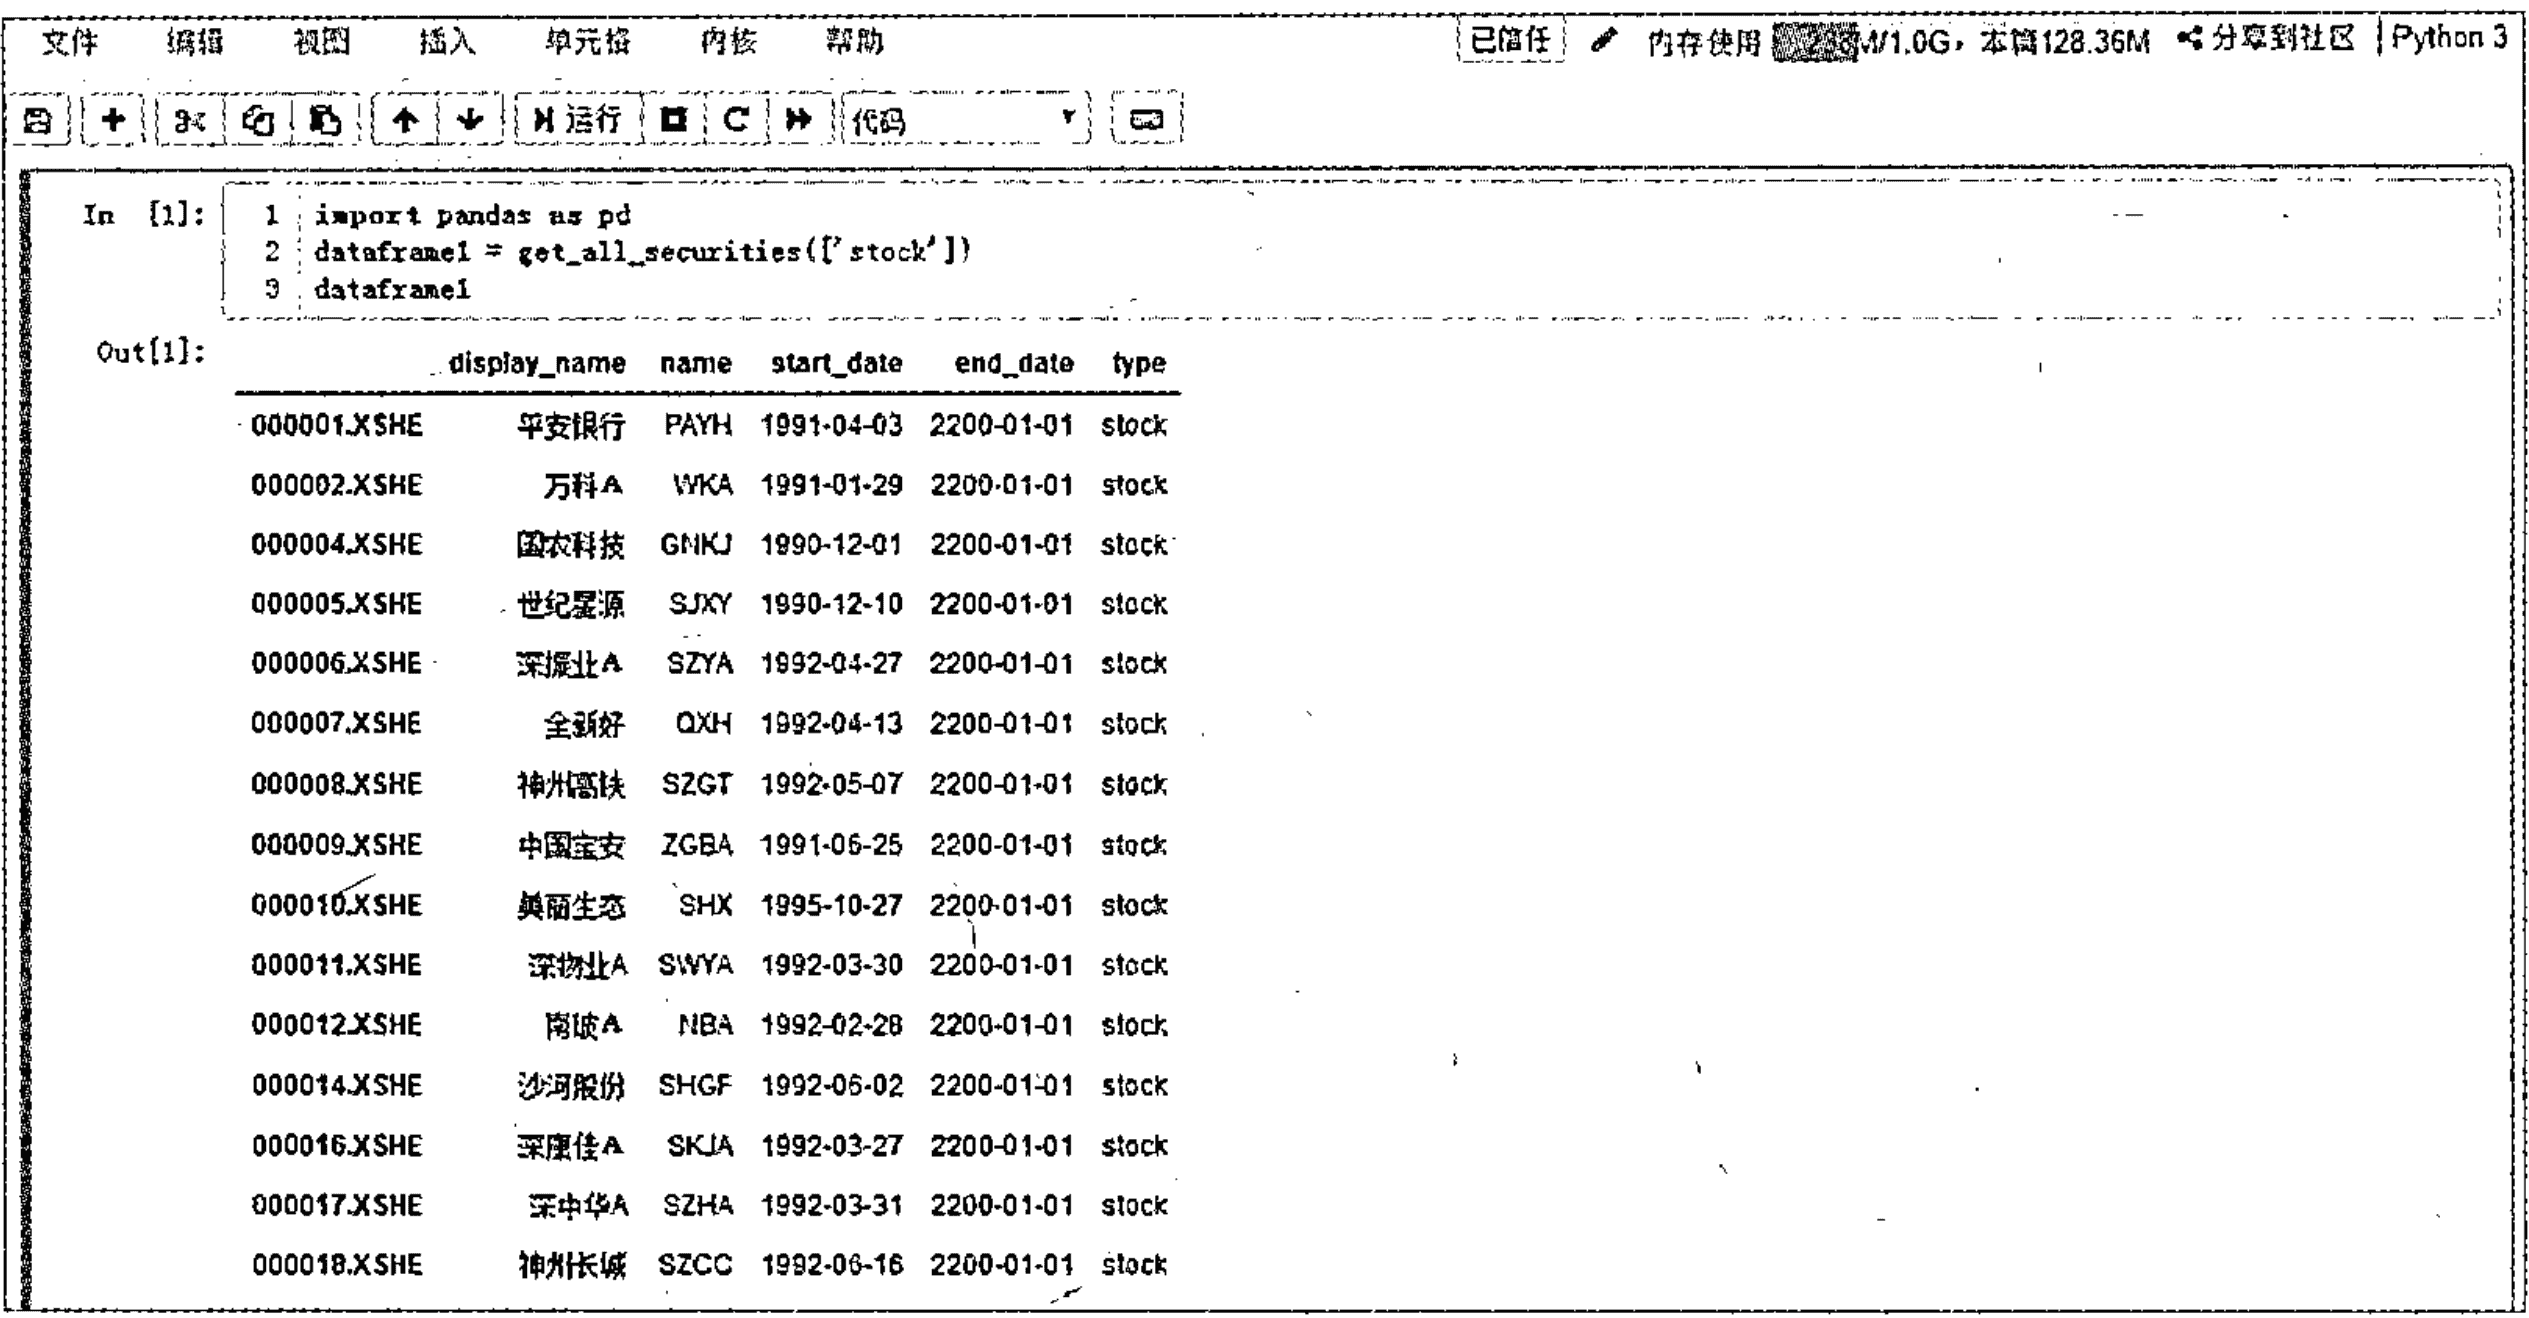 文件 编辑 视图 插入 单元格 内核 帮助 已信任 内存使用 M/1.0G，本篇128.36M 分享到社区 Python 3
运行 代码
In [1]: 1 import pandas as pd
2 dataframe1 = get_all_securities(['stock'])
3 dataframe1
Out[1]:
display_name name start_date end_date type
000001.XSHE 平安银行 PAYH 1991-04-03 2200-01-01 stock
000002.XSHE 万科A WKA 1991-01-29 2200-01-01 stock
000004.XSHE 国农科技 GNKJ 1990-12-01 2200-01-01 stock
000005.XSHE 世纪星源 SJXY 1990-12-10 2200-01-01 stock
000006.XSHE 深振业A SZYA 1992-04-27 2200-01-01 stock
000007.XSHE 全新好 QXH 1992-04-13 2200-01-01 stock
000008.XSHE 神州高铁 SZGT 1992-05-07 2200-01-01 stock
000009.XSHE 中国宝安 ZGBA 1991-06-25 2200-01-01 stock
000010.XSHE 美丽生态 SHX 1995-10-27 2200-01-01 stock
000011.XSHE 深物业A SWYA 1992-03-30 2200-01-01 stock
000012.XSHE 南玻A NBA 1992-02-28 2200-01-01 stock
000014.XSHE 沙河股份 SHGF 1992-06-02 2200-01-01 stock
000016.XSHE 深康佳A SKJA 1992-03-27 2200-01-01 stock
000017.XSHE 深中华A SZHA 1992-03-31 2200-01-01 stock
000018.XSHE 神州长城 SZCC 1992-06-16 2200-01-01 stock